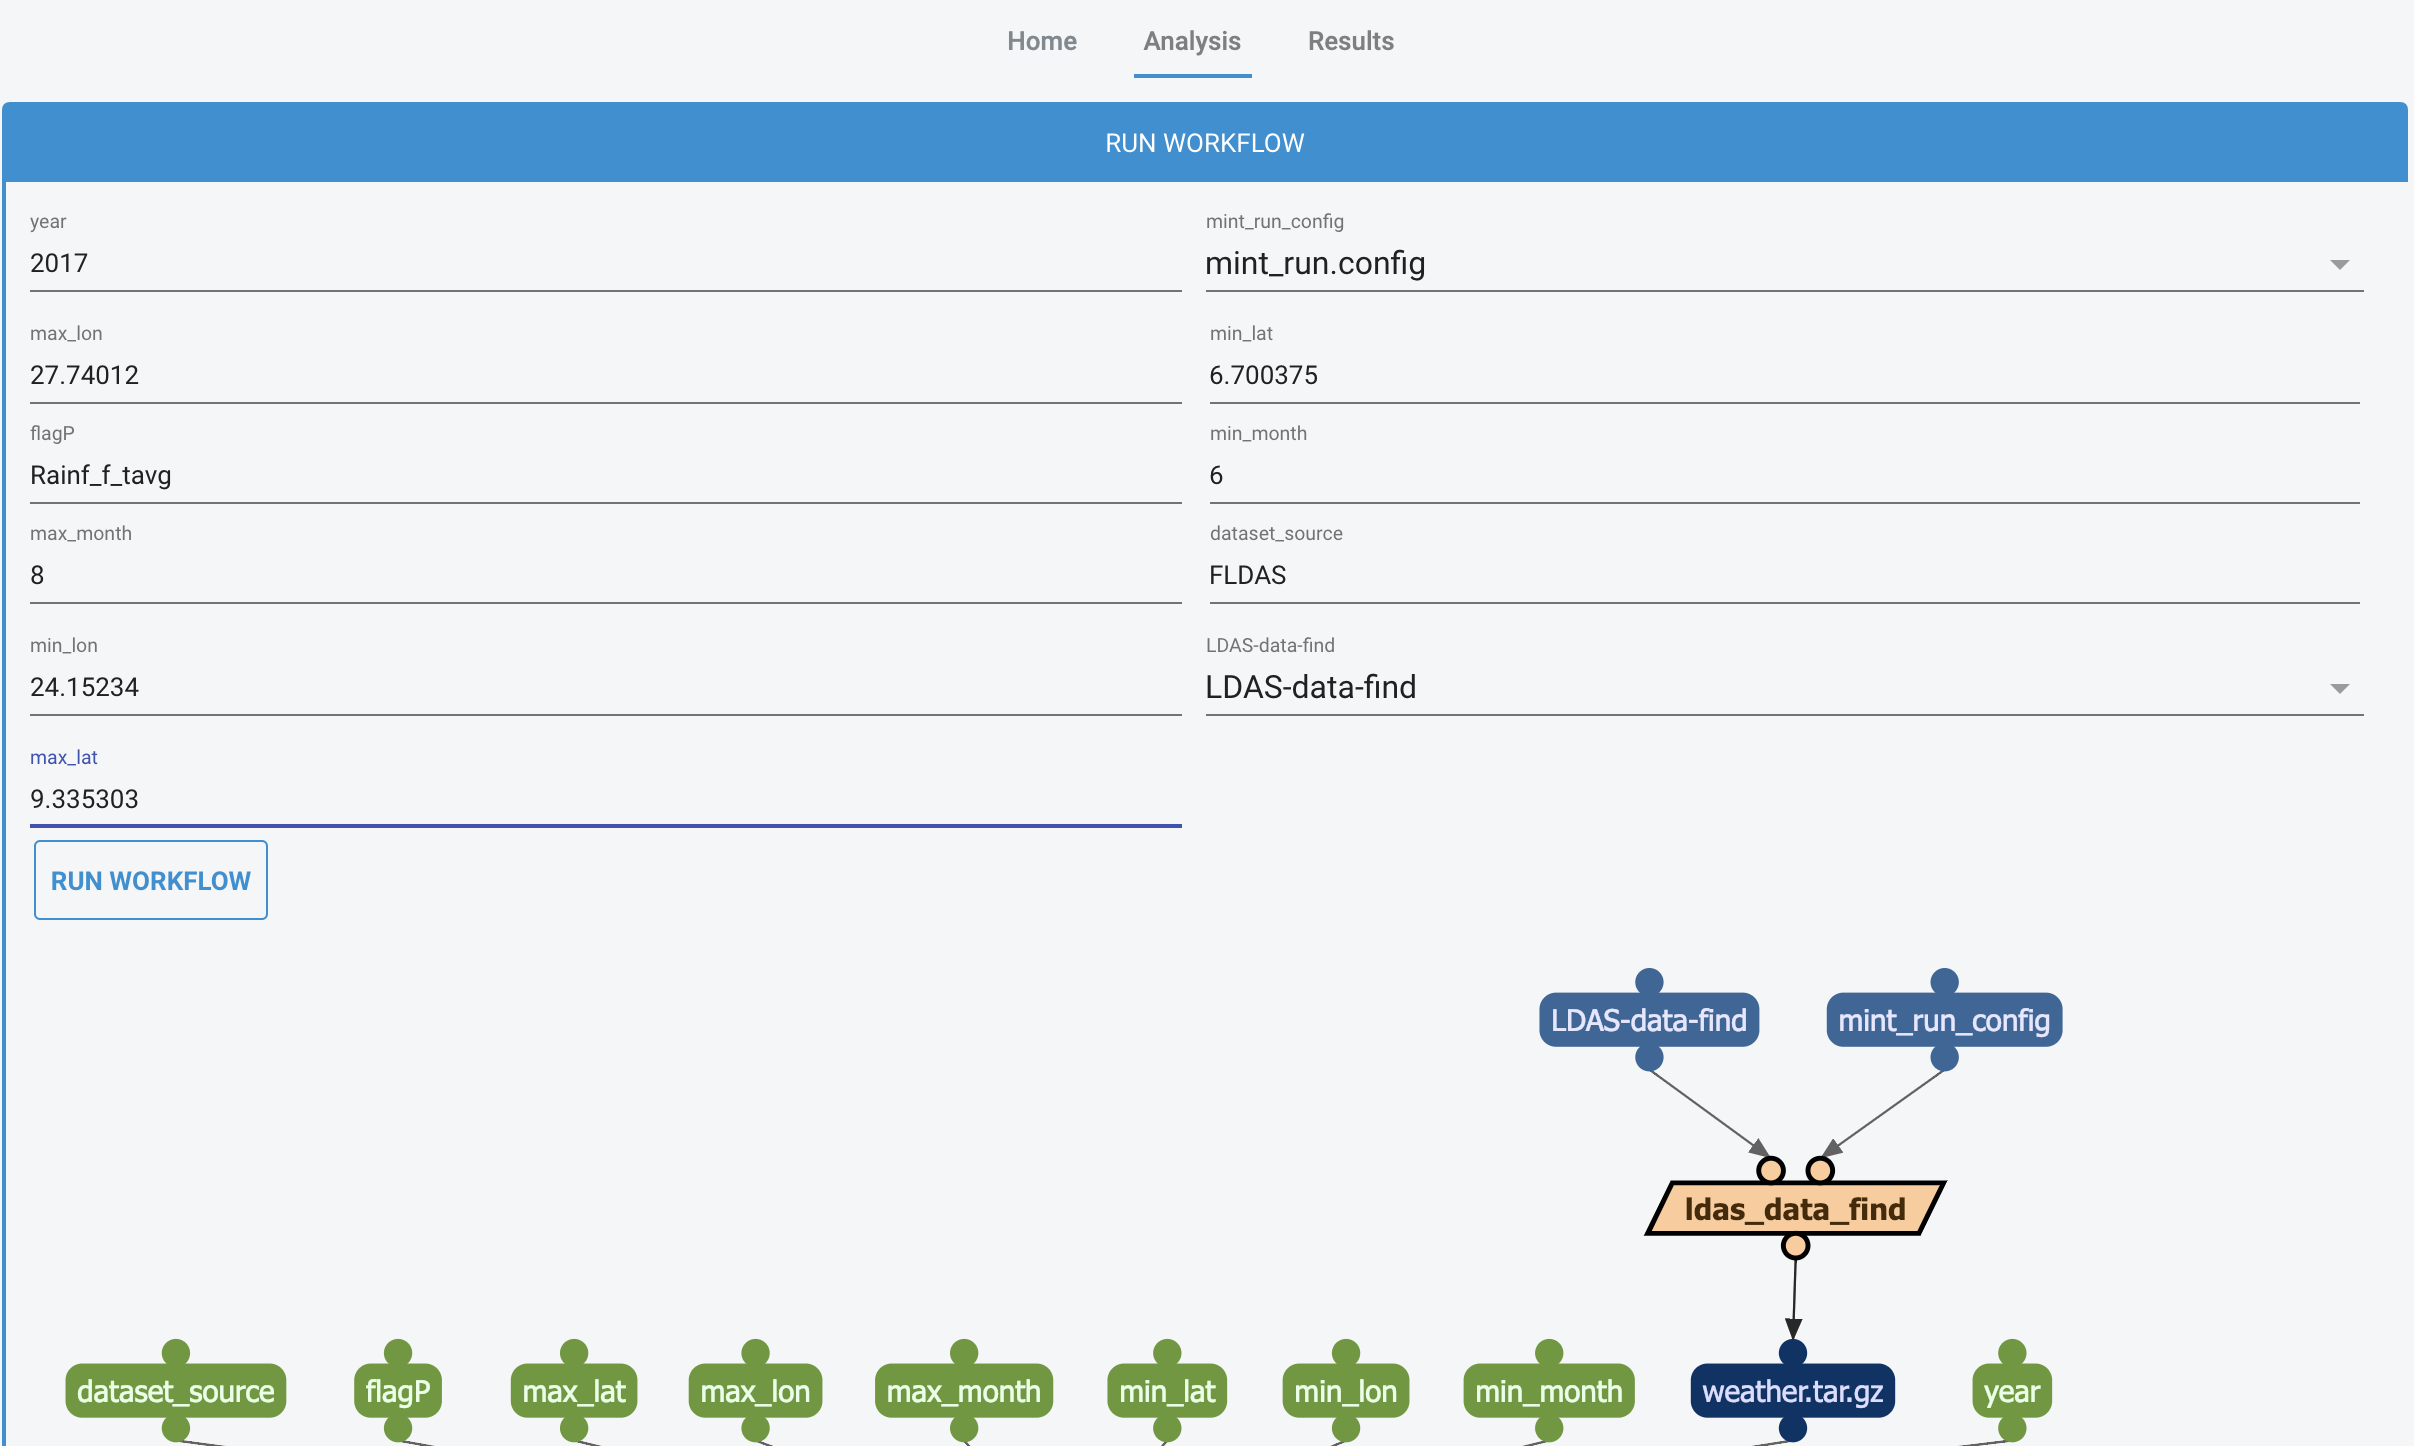 Home Analysis Results
RUN WORKFLOW
year mint_run_config
2017 mint_run.config
max_lon min_lat
27.74012 6.700375
flagP min_month
Rainf_f_tavg 6
max_month dataset_source
8 FLDAS
min_lon LDAS-data-find
24.15234 LDAS-data-find
max_lat
9.335303
RUN WORKFLOW
LDAS-data-find mint_run_config
ldas_data_find
dataset_source flagP max_lat max_lon max_month min_lat min_lon min_month weather.tar.gz year